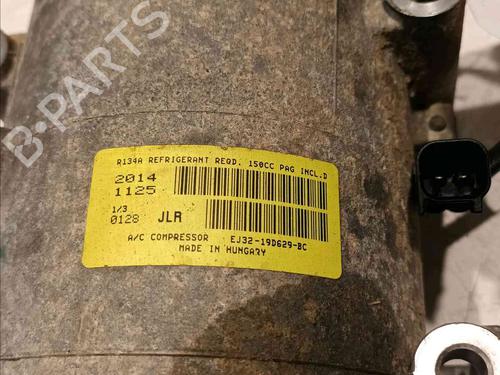 B-PARTS
R134A REFRIGERANT REQD. 150CC PAG INCL.D
2014
1125
1/3
0128 JLR
A/C COMPRESSOR EJ32-19D629-BC
MADE IN HUNGARY